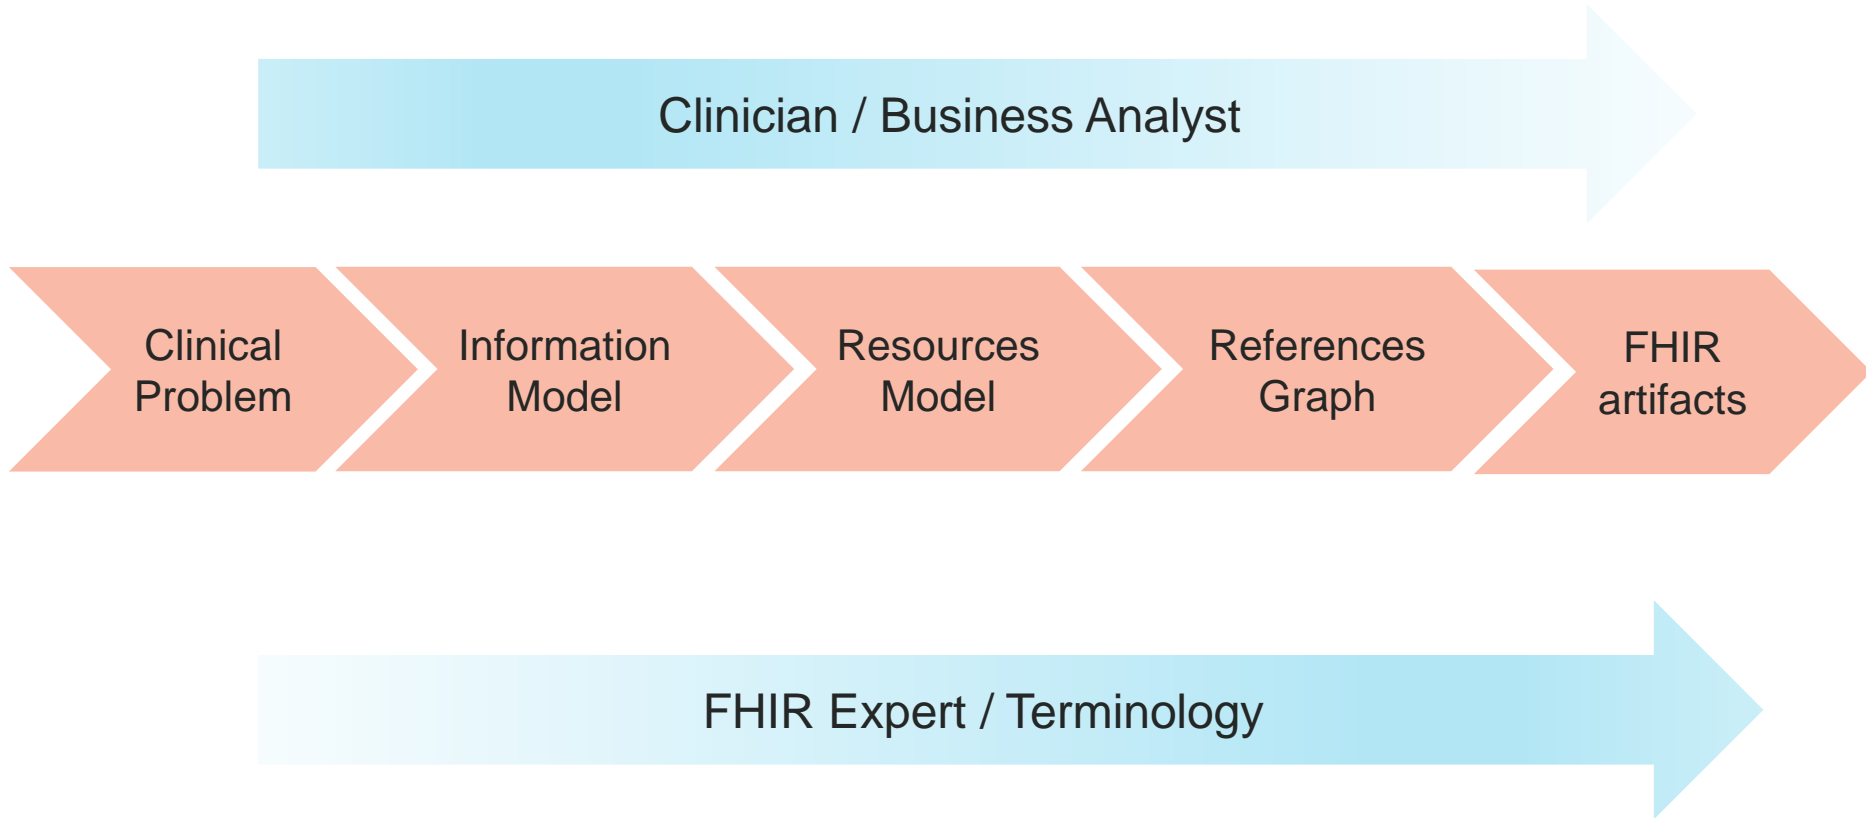 Clinician / Business Analyst
Clinical
Problem
Information
Model
Resources
Model
References
Graph
FHIR
artifacts
FHIR Expert / Terminology